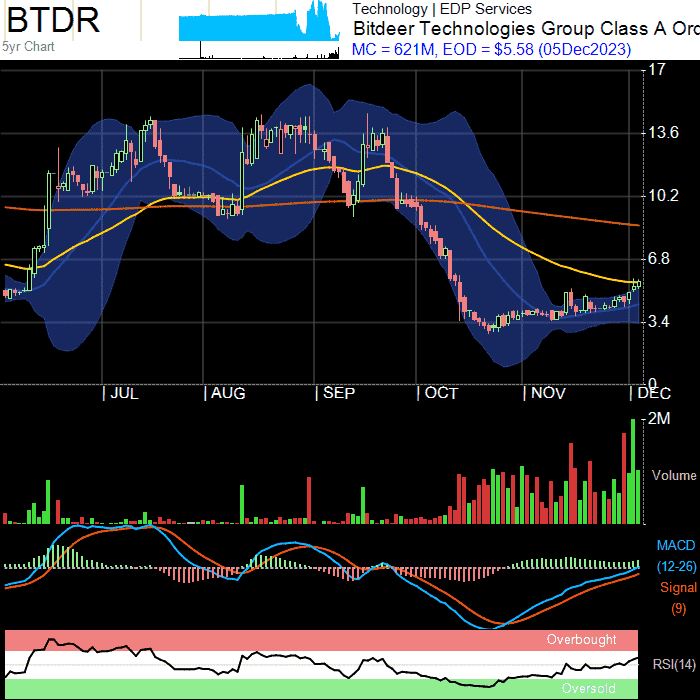 BTDR
5yr Chart
Technology | EDP Services
Bitdeer Technologies Group Class A Ord
MC = 621M, EOD = $5.58 (05Dec2023)
17
13.6
10.2
6.8
3.4
0
| JUL | AUG | SEP | OCT | NOV | DEC
2M
Volume
MACD
(12-26)
Signal
(9)
Overbought
RSI(14)
Oversold